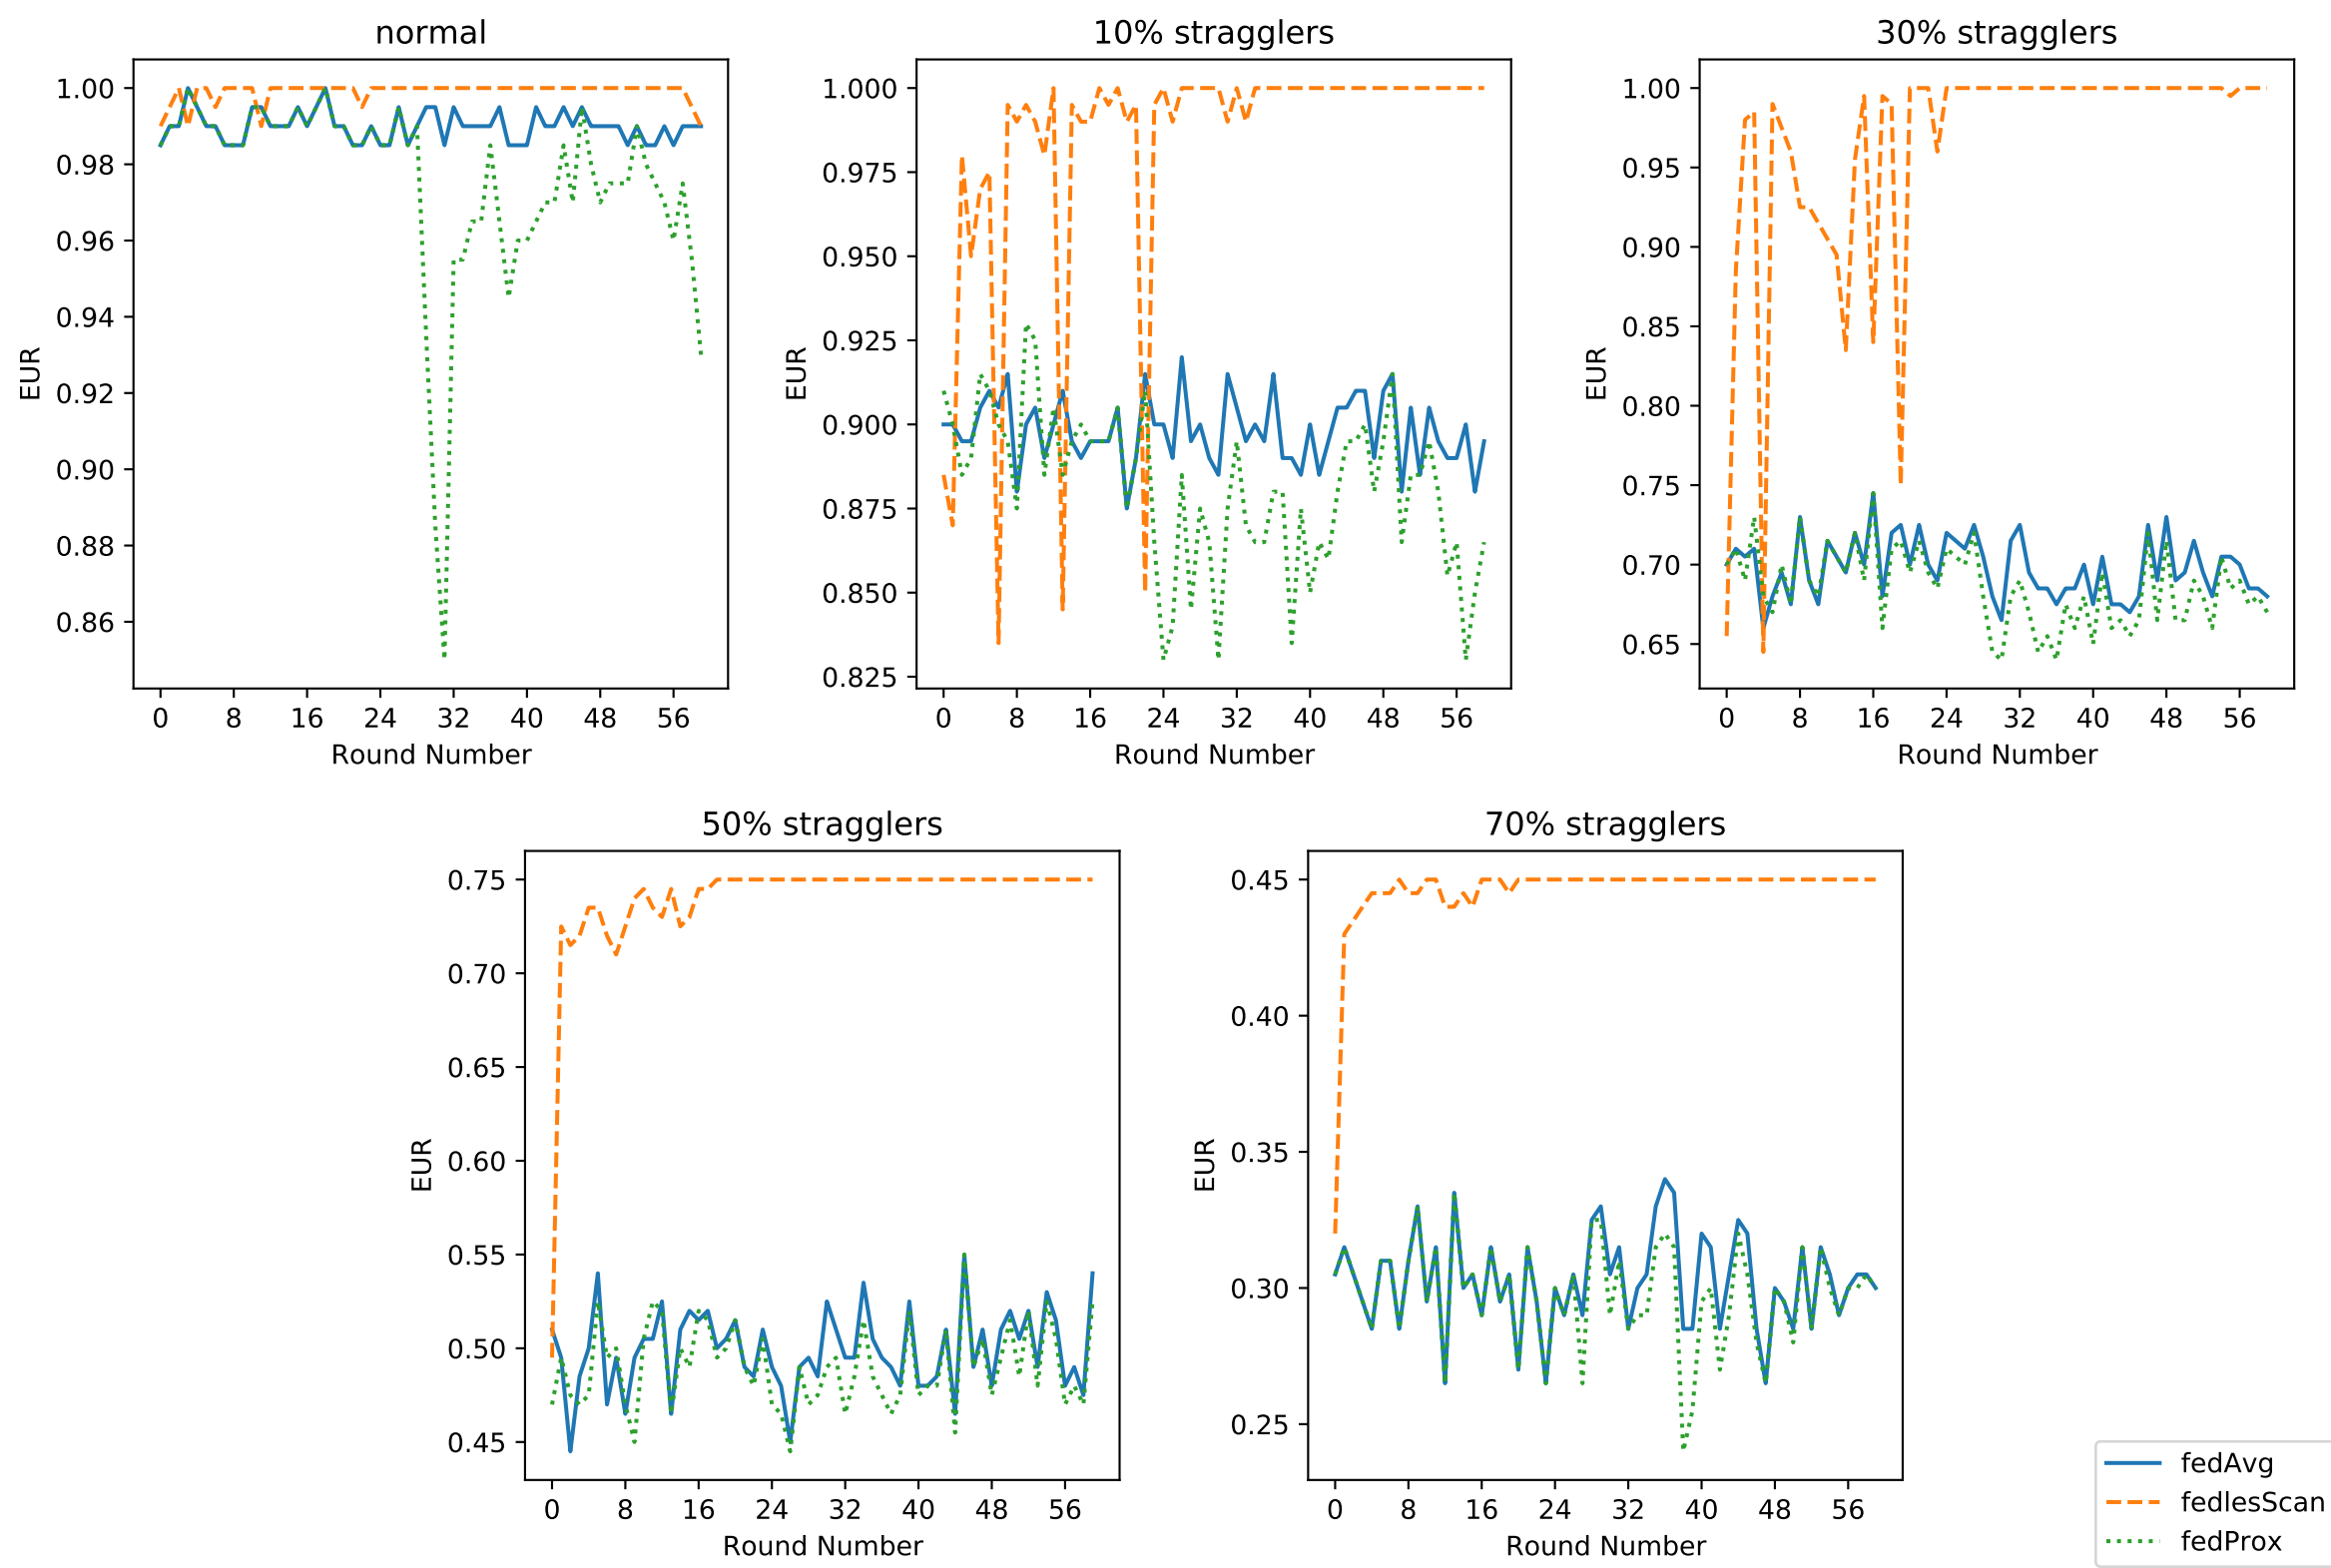 normal
1.00
0.98
0.96
0.94
0.92
0.90
0.88
0.86
EUR
0 8 16 24 32 40 48 56
Round Number
10% stragglers
1.000
0.975
0.950
0.925
0.900
0.875
0.850
0.825
EUR
0 8 16 24 32 40 48 56
Round Number
30% stragglers
1.00
0.95
0.90
0.85
0.80
0.75
0.70
0.65
EUR
0 8 16 24 32 40 48 56
Round Number
50% stragglers
0.75
0.70
0.65
0.60
0.55
0.50
0.45
EUR
0 8 16 24 32 40 48 56
Round Number
70% stragglers
0.45
0.40
0.35
0.30
0.25
EUR
0 8 16 24 32 40 48 56
Round Number
fedAvg
fedlesScan
fedProx